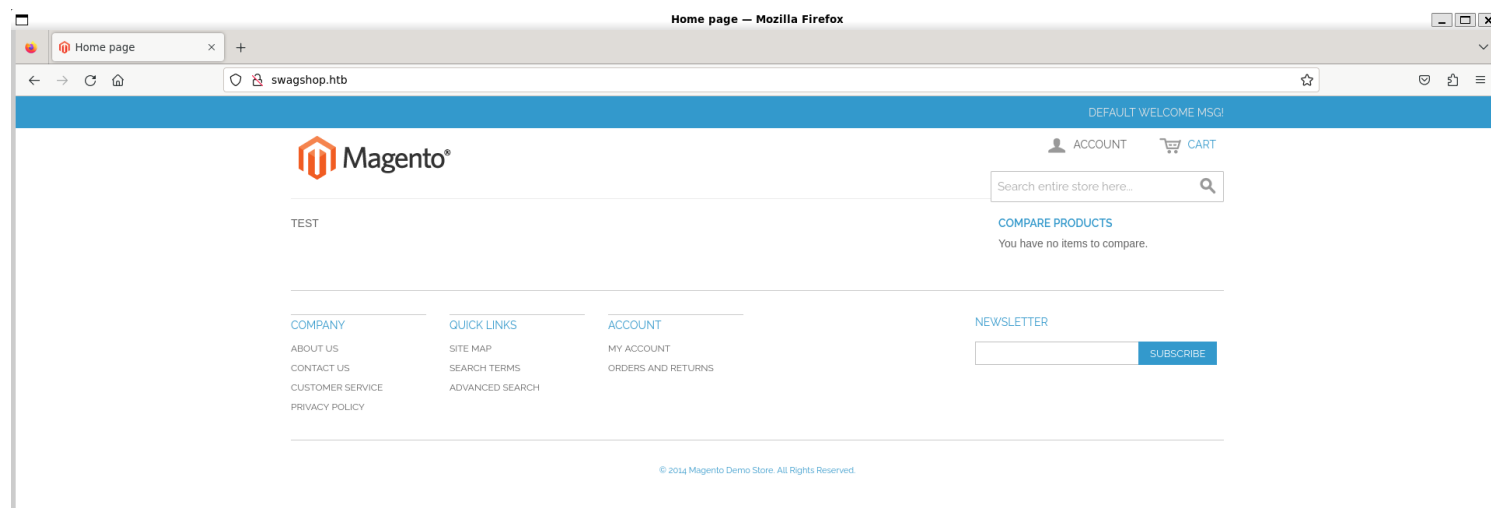 Home page — Mozilla Firefox
Home page
swagshop.htb
DEFAULT WELCOME MSG!
Magento®
ACCOUNT
CART
Search entire store here...
TEST
COMPARE PRODUCTS
You have no items to compare.
COMPANY
ABOUT US
CONTACT US
CUSTOMER SERVICE
PRIVACY POLICY
QUICK LINKS
SITE MAP
SEARCH TERMS
ADVANCED SEARCH
ACCOUNT
MY ACCOUNT
ORDERS AND RETURNS
NEWSLETTER
SUBSCRIBE
© 2014 Magento Demo Store. All Rights Reserved.